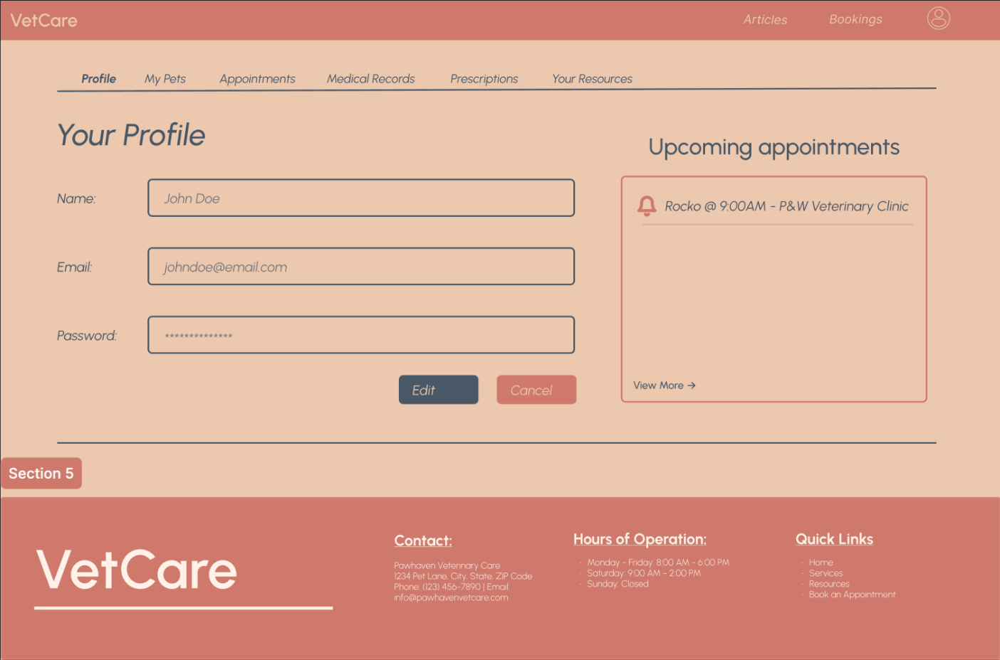 VetCare
Articles
Bookings
Profile
My Pets
Appointments
Medical Records
Prescriptions
Your Resources
Your Profile
Name:
John Doe
Email:
johndoe@email.com
Password:
**************
Edit
Cancel
Upcoming appointments
Rocko @ 9:00AM - P&W Veterinary Clinic
View More →
Section 5
VetCare
Contact:
Pawhaven Veterinary Care
1234 Pet Lane, City, State, ZIP Code
Phone: (123) 456-7890 | Email:
info@pawhavenvetcare.com
Hours of Operation:
· Monday - Friday: 8:00 AM - 6:00 PM
· Saturday: 9:00 AM - 2:00 PM
· Sunday: Closed
Quick Links
· Home
· Services
· Resources
· Book an Appointment